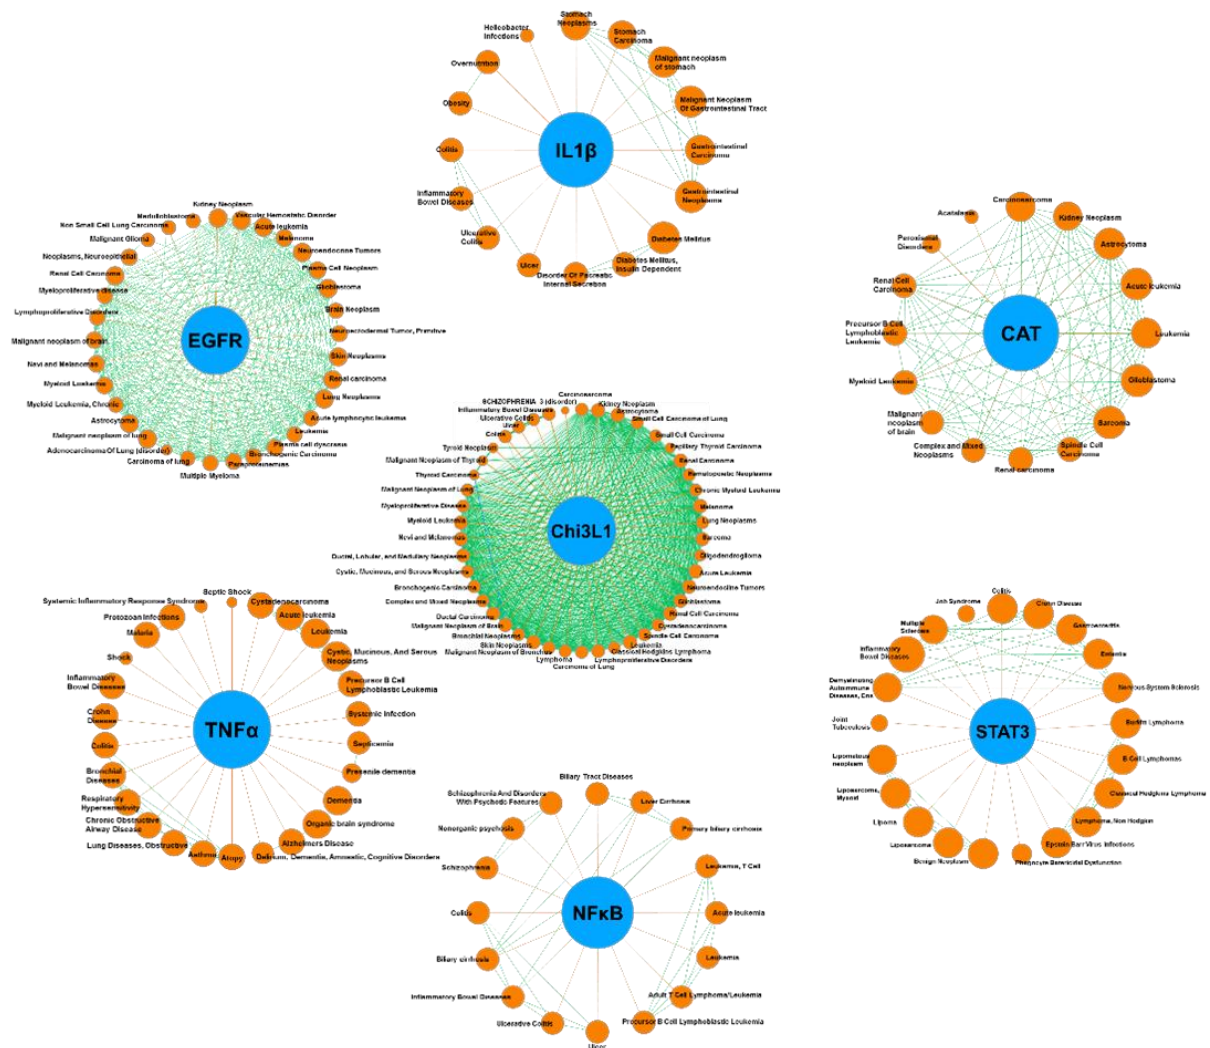 Stomach
Neoplasms
Helicobacter
Infections
Stomach
Carcinoma
Overnutrition
Malignant neoplasm
of stomach
Obesity
Malignant Neoplasm
Of Gastrointestinal Tract
IL1β
Colitis
Gastrointestinal
Carcinoma
Inflammatory
Bowel Diseases
Gastrointestinal
Neoplasms
Ulcerative
Colitis
Diabetes Mellitus
Ulcer
Diabetes Mellitus,
Insulin Dependent
Internal Secretion
Kidney Neoplasm
Medulloblastoma
Vascular Hemostatic Disorder
Non Small Cell Lung Carcinoma
Acute leukemia
Malignant Glioma
Melanoma
Neoplasms, Neuroepithelial
Neuroendocrine Tumors
Renal Cell Carcinoma
Plasma Cell Neoplasm
Myeloproliferative disease
Glioblastoma
Lymphoproliferative Disorders
Brain Neoplasm
EGFR
Malignant neoplasm of brain
Nevi and Melanomas
Skin Neoplasms
Myeloid Leukemia
Renal carcinoma
Myeloid Leukemia, Chronic
Lung Neoplasms
Astrocytoma
Acute lymphocytic leukemia
Malignant neoplasm of lung
Leukemia
Adenocarcinoma Of Lung (disorder)
Plasma cell dyscrasia
Carcinoma of lung
Bronchogenic Carcinoma
Multiple Myeloma
Paraproteinemias
Carcinosarcoma
Acatalasia
Kidney Neoplasm
Disorders
Astrocytoma
Renal Cell
Carcinoma
Acute leukemia
CAT
Precursor B Cell
Lymphoblastic
Leukemia
Leukemia
Myeloid Leukemia
Glioblastoma
Malignant
neoplasm
of brain
Sarcoma
Complex and Mixed
Neoplasms
Spindle Cell
Carcinoma
Renal carcinoma
Carcinosarcoma
SCHIZOPHRENIA 3 (disorder)
Kidney Neoplasm
Inflammatory Bowel Diseases
Astrocytoma
Ulcerative Colitis
Small Cell Carcinoma of Lung
Ulcer
Colitis
Small Cell Carcinoma
Tyroid Neoplasm
Papillary Thyroid Carcinoma
Malignant Neoplasm of Thyroid
Renal Carcinoma
Thyroid Carcinoma
Hematopoetic Neoplasms
Malignant Neoplasm of Lung
Chronic Myeloid Leukemia
Myeloproliferative Disease
Melanoma
Myeloid Leukemia
Lung Neoplasms
Chi3L1
Nevi and Melanomas
Sarcoma
Ductal, Lobular, and Medullary Neoplasms
Oligodendroglioma
Cystic, Mucinous, and Serous Neoplasms
Acute Leukemia
Bronchogenic Carcinoma
Neuroendocrine Tumors
Complex and Mixed Neoplasms
Glioblastoma
Ductal Carcinoma
Renal Cell Carcinoma
Malignant Neoplasm of Brain
Cystadenocarcinoma
Bronchial Neoplasms
Spindle Cell Carcinoma
Skin Neoplasms
Leukemia
Malignant Neoplasm of Bronchus
Classical Hodgkins Lymphoma
Lymphoma
Lymphoproliferative Disorders
Carcinoma of Lung
Septic Shock
Systemic Inflammatory Response Syndrome
Cystadenocarcinoma
Protozoan Infections
Acute leukemia
Malaria
Leukemia
Shock
Cystic, Mucinous, And Serous
Neoplasms
Inflammatory
Bowel Diseases
Precursor B Cell
Lymphoblastic Leukemia
Crohn
Disease
Systemic Infection
TNFα
Colitis
Septicemia
Bronchial
Diseases
Presenile dementia
Respiratory
Hypersensitivity
Dementia
Chronic Obstructive
Airway Disease
Organic brain syndrome
Lung Diseases, Obstructive
Alzheimers Disease
Asthma
Atopy
Delirium, Dementia, Amnestic, Cognitive Disorders
Colitis
Job Syndrome
Crohn Disease
Multiple
Sclerosis
Gastroenteritis
Inflammatory
Bowel Diseases
Enteritis
Demyelinating
Autoimmune
Diseases, Cns
Nervous System Sclerosis
Joint
Tuberculosis
Burkitt Lymphoma
STAT3
Lipomatous
neoplasm
B Cell Lymphomas
Liposarcoma,
Myxoid
Classical Hodgkins Lymphoma
Lipoma
Lymphoma, Non Hodgkin
Liposarcoma
Epstein Barr Virus Infections
Benign Neoplasm
Phagocyte Bactericidal Dysfunction
Biliary Tract Diseases
Schizophrenia And Disorders
With Psychotic Features
Liver Cirrhosis
Nonorganic psychosis
Primary biliary cirrhosis
Schizophrenia
Leukemia, T Cell
NFκB
Colitis
Acute leukemia
Biliary cirrhosis
Leukemia
Inflammatory Bowel Diseases
Adult T Cell Lymphoma/Leukemia
Ulcerative Colitis
Precursor B Cell Lymphoblastic Leukemia
Ulcer